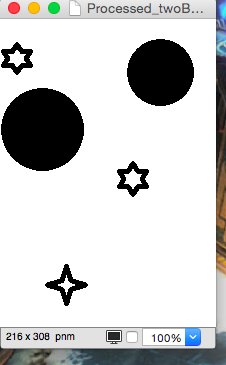 Processed_twoB...
216 x 308 pnm
100%